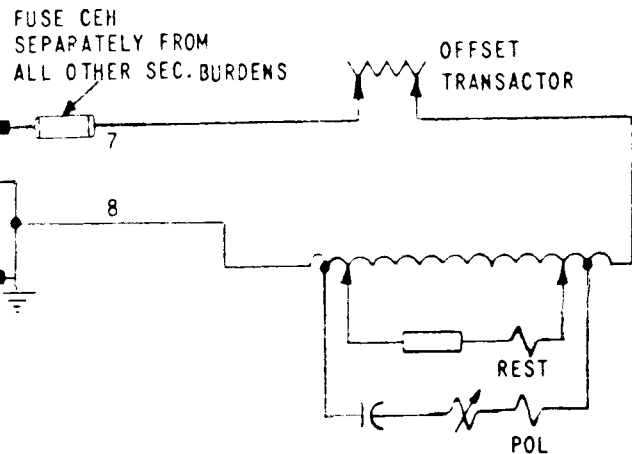 FUSE CEH
SEPARATELY FROM
ALL OTHER SEC. BURDENS
OFFSET
TRANSACTOR
7
8
REST
POL